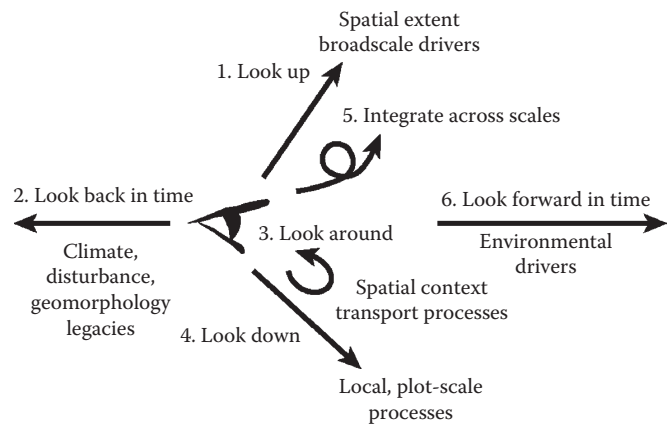 Spatial extent
broadscale drivers
1. Look up
5. Integrate across scales
2. Look back in time
6. Look forward in time
3. Look around
Climate,
disturbance,
geomorphology
legacies
Environmental
drivers
Spatial context
transport processes
4. Look down
Local, plot-scale
processes